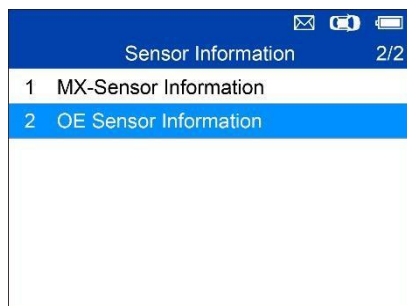 Sensor Information 2/2
1 MX-Sensor Information
2 OE Sensor Information